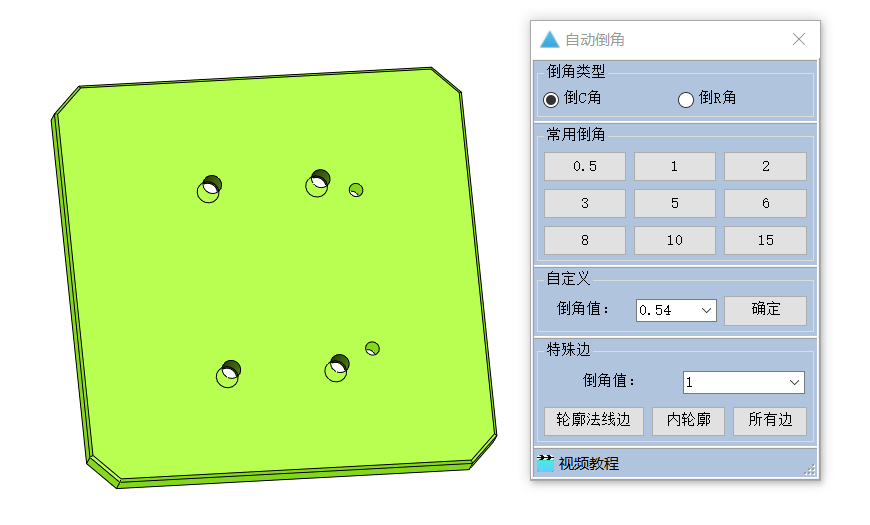 自动倒角
倒角类型
倒C角 倒R角
常用倒角
0.5 1 2
3 5 6
8 10 15
自定义
倒角值： 0.54 确定
特殊边
倒角值： 1
轮廓法线边 内轮廓 所有边
视频教程